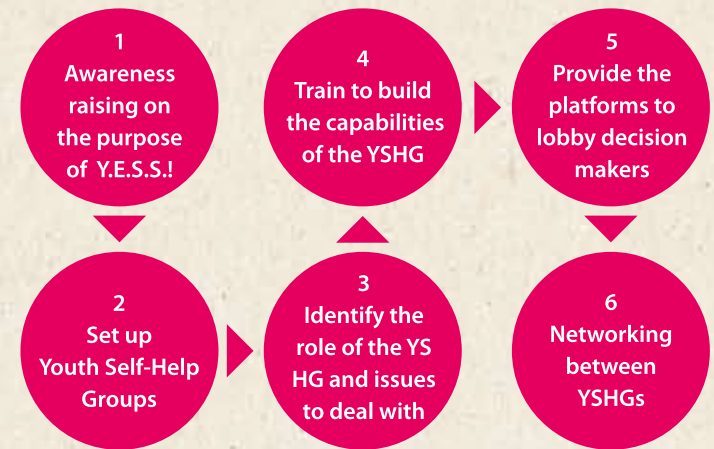 1
Awareness
raising on
the purpose
of Y.E.S.S.!
2
Set up
Youth Self-Help
Groups
3
Identify the
role of the YS
HG and issues
to deal with
4
Train to build
the capabilities
of the YSHG
5
Provide the
platforms to
lobby decision
makers
6
Networking
between
YSHGs